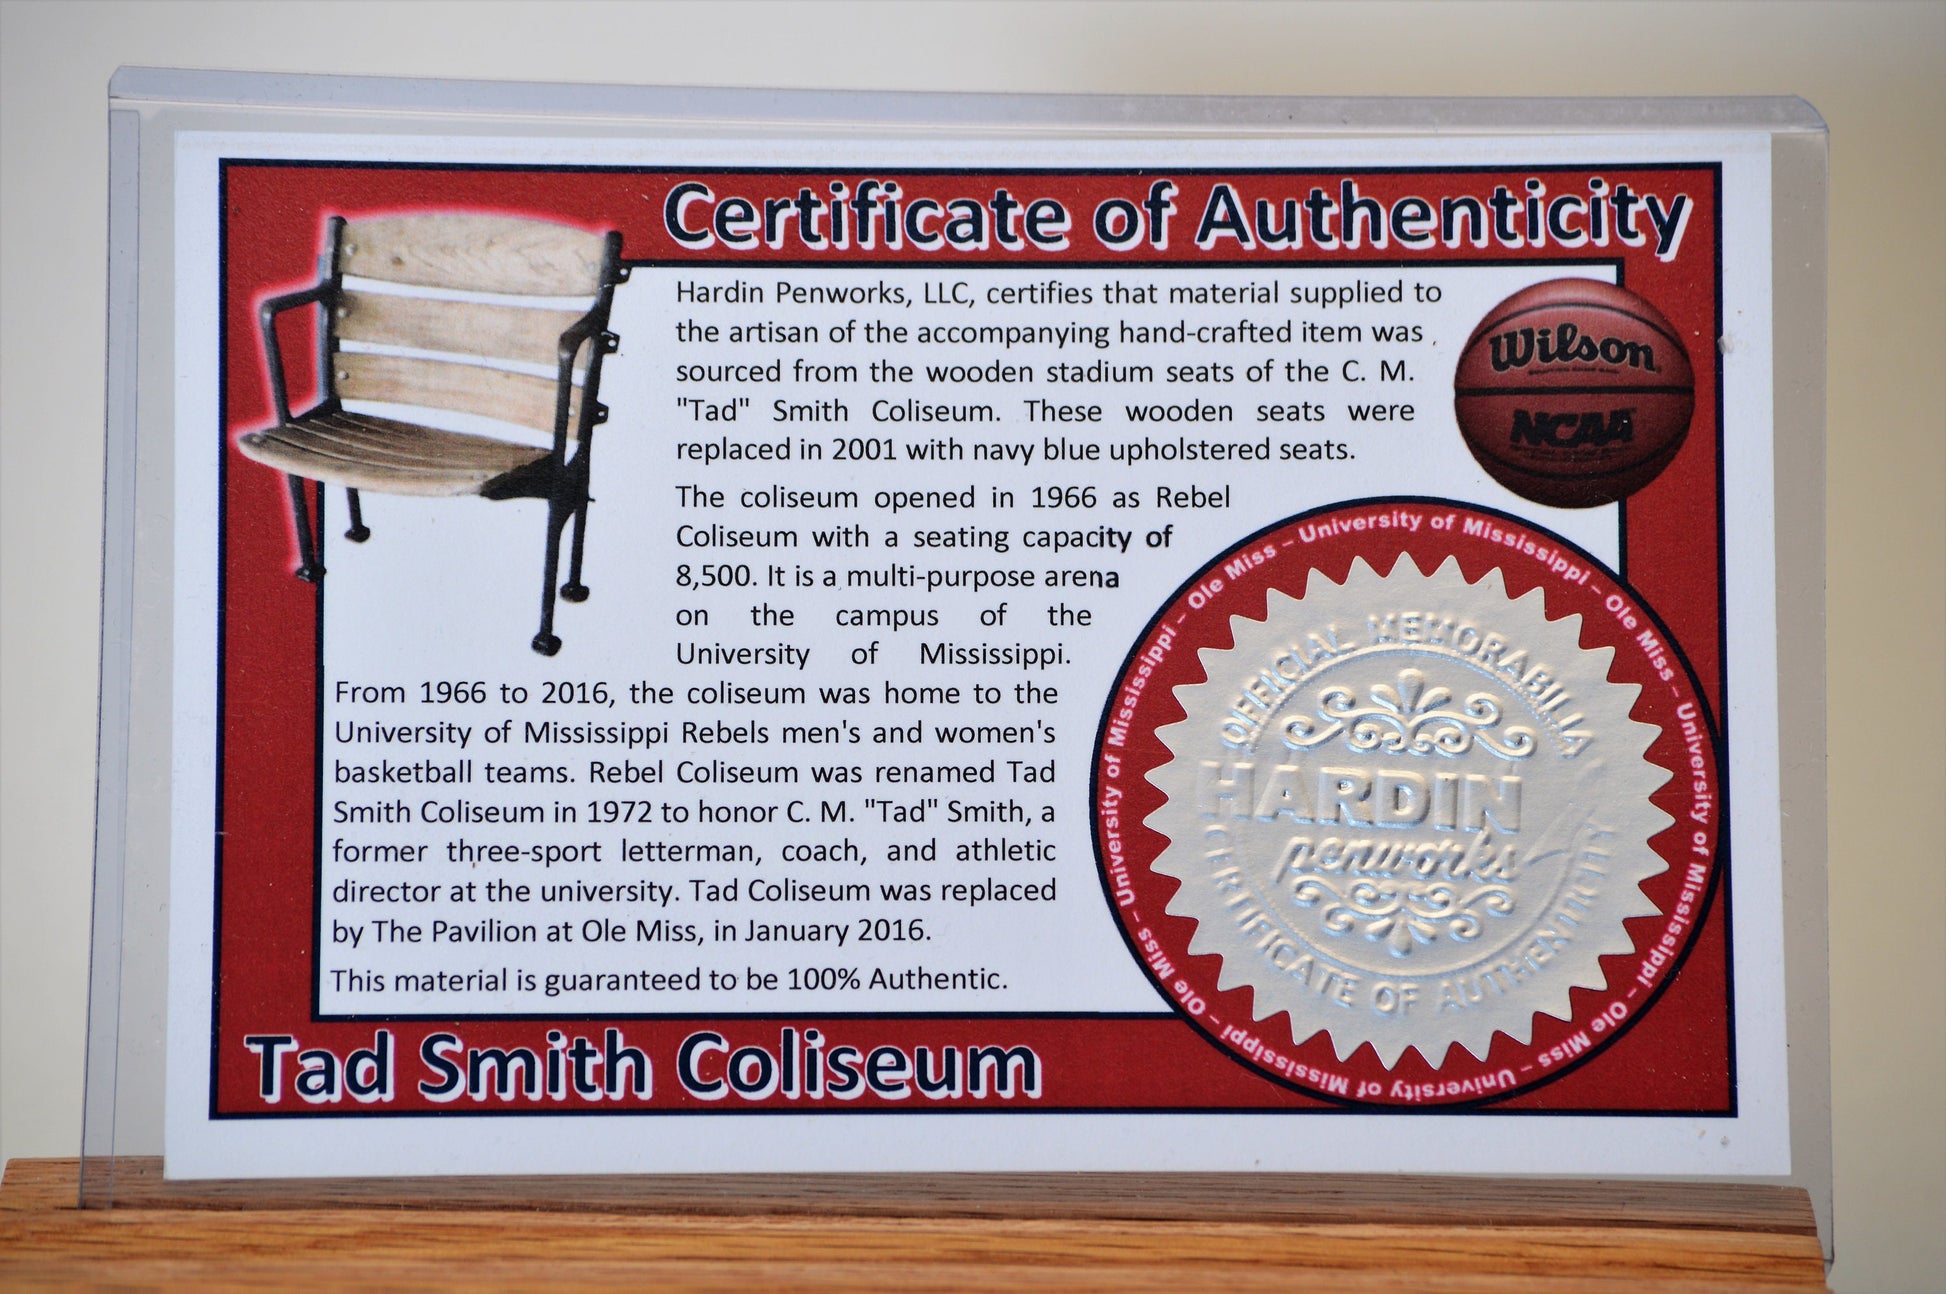 Certificate of Authenticity
Hardin Penworks, LLC, certifies that material supplied to
the artisan of the accompanying hand-crafted item was
sourced from the wooden stadium seats of the C. M.
"Tad" Smith Coliseum. These wooden seats were
replaced in 2001 with navy blue upholstered seats.
The coliseum opened in 1966 as Rebel
Coliseum with a seating capacity of
8,500. It is a multi-purpose arena
on the campus of the
University of Mississippi.
From 1966 to 2016, the coliseum was home to the
University of Mississippi Rebels men's and women's
basketball teams. Rebel Coliseum was renamed Tad
Smith Coliseum in 1972 to honor C. M. "Tad" Smith, a
former three-sport letterman, coach, and athletic
director at the university. Tad Coliseum was replaced
by The Pavilion at Ole Miss, in January 2016.
This material is guaranteed to be 100% Authentic.
Tad Smith Coliseum
Wilson
NCAA
University of Mississippi – Ole Miss – University of Mississippi – Ole Miss – University of Mississippi – Ole Miss – University of Mississippi – Ole Miss – University of Mississippi – Ole Miss –
OFFICIAL MEMORABILIA
HARDIN
penworks
CERTIFICATE OF AUTHENTICITY